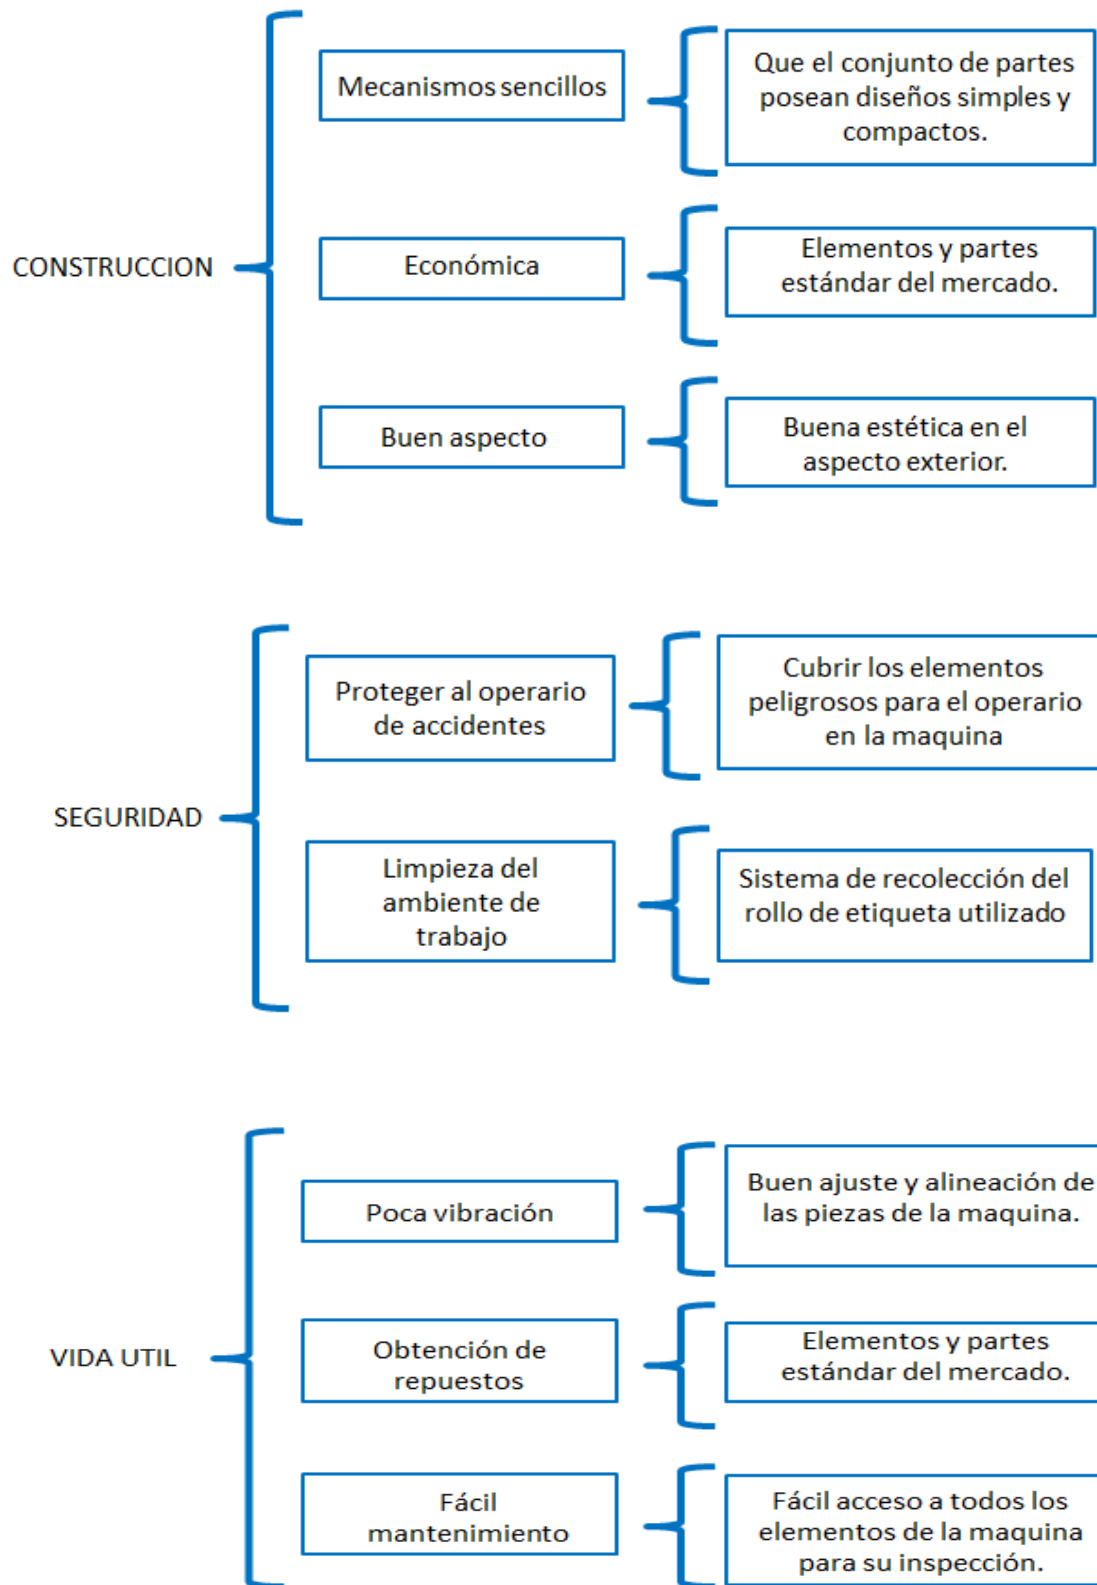 CONSTRUCCION
Mecanismos sencillos
Que el conjunto de partes
posean diseños simples y
compactos.
Económica
Elementos y partes
estándar del mercado.
Buen aspecto
Buena estética en el
aspecto exterior.
SEGURIDAD
Proteger al operario
de accidentes
Cubrir los elementos
peligrosos para el operario
en la maquina
Limpieza del
ambiente de
trabajo
Sistema de recolección del
rollo de etiqueta utilizado
VIDA UTIL
Poca vibración
Buen ajuste y alineación de
las piezas de la maquina.
Obtención de
repuestos
Elementos y partes
estándar del mercado.
Fácil
mantenimiento
Fácil acceso a todos los
elementos de la maquina
para su inspección.